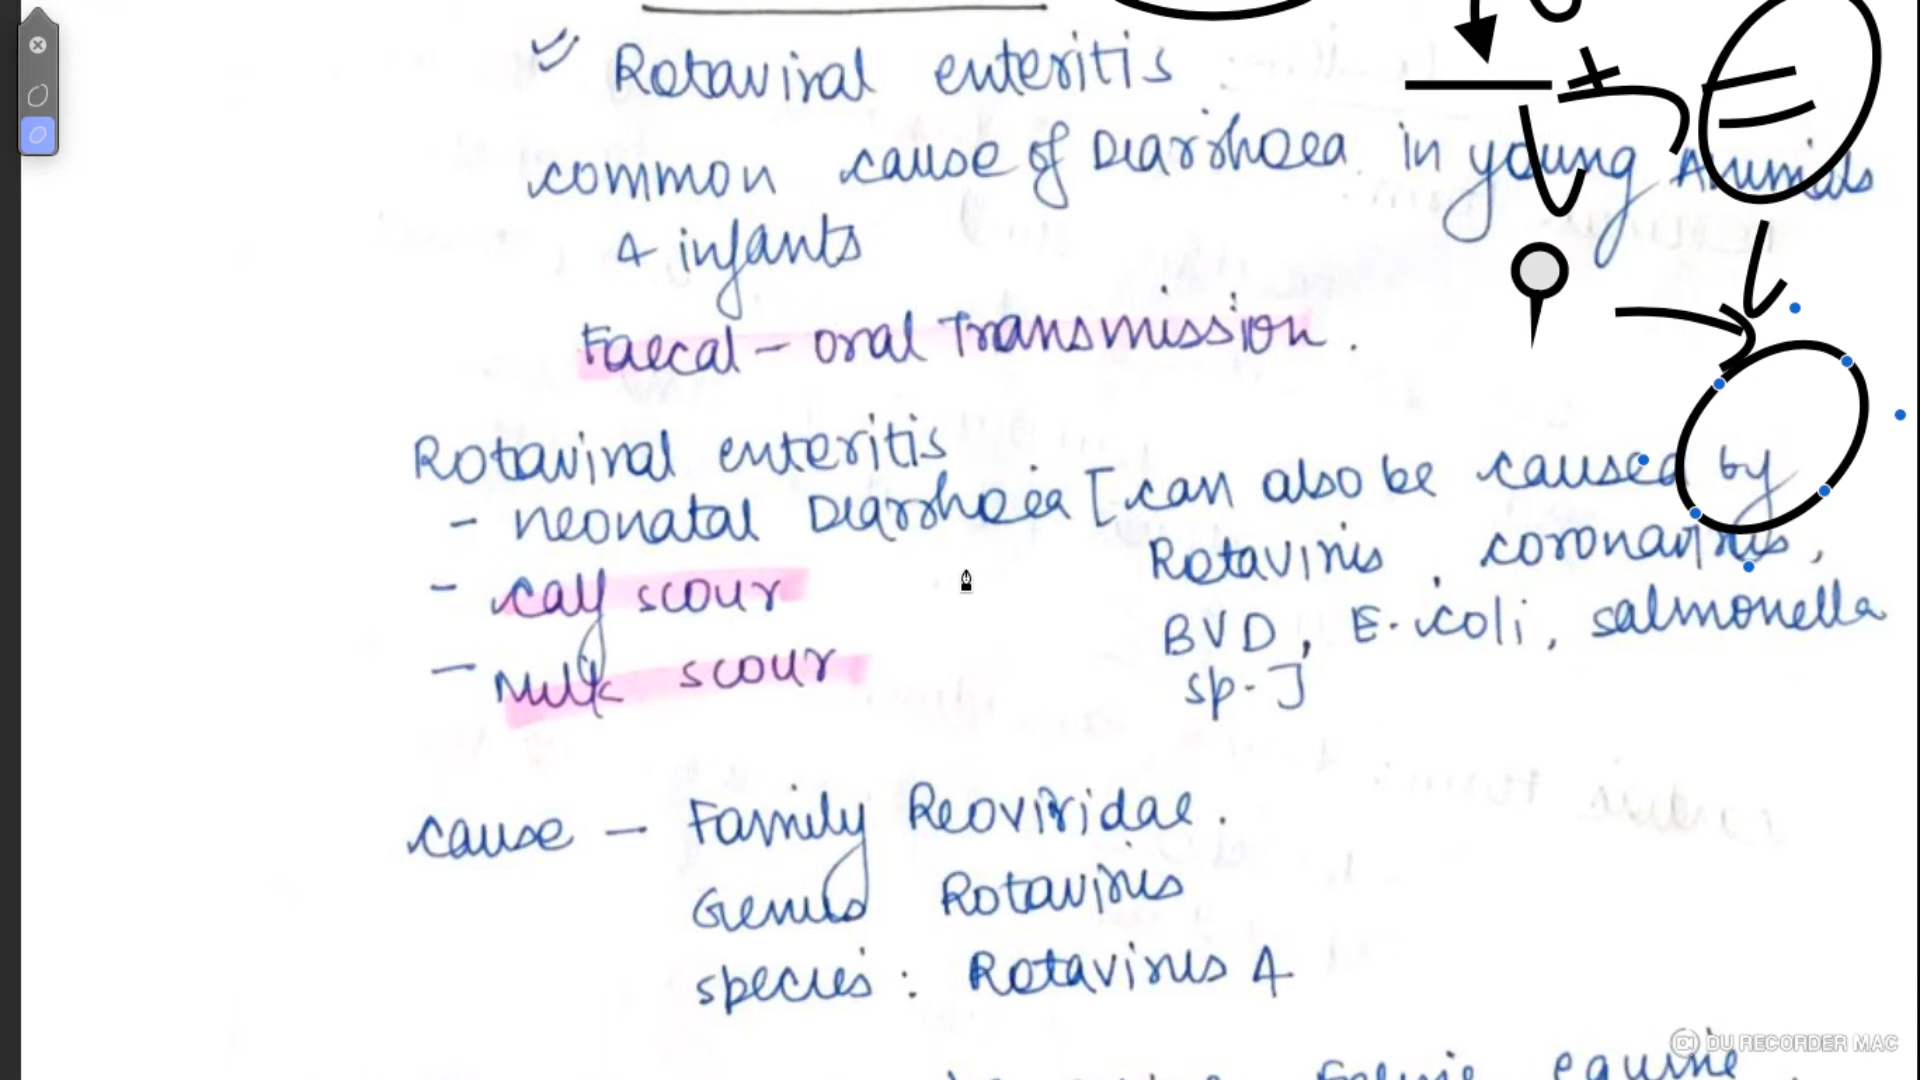 Rotaviral enteritis
common cause of Diarrhoea in young Animals
& infants
Faecal - oral Transmission.
Rotaviral enteritis
- neonatal Diarrhoea [can also be caused by
Rotavirus, coronavirus,
- calf scour
BVD, E. coli, salmonella
- Milk scour
sp.]
cause - Family Reoviridae.
Genus Rotavirus
species: Rotavirus A
equine
DU RECORDER MAC